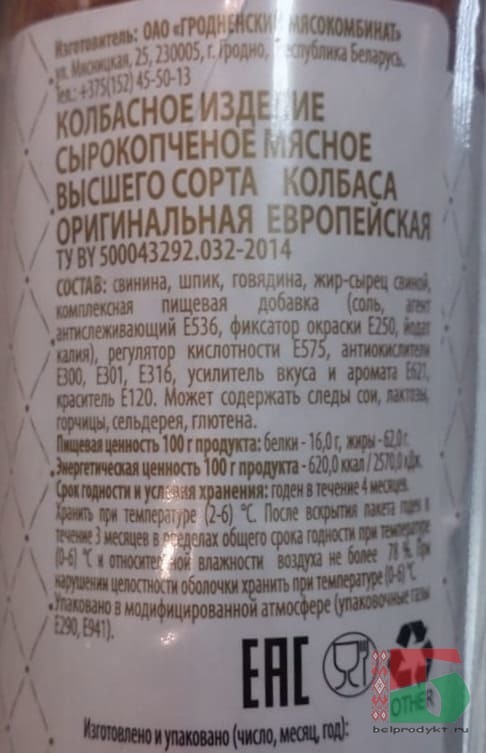 Изготовитель: ОАО «ГРОДНЕНСКИЙ МЯСОКОМБИНАТ»
ул. Мясницкая, 25, 230005, г. Гродно, Республика Беларусь.
Тел.: +375(152) 45-50-13
КОЛБАСНОЕ ИЗДЕЛИЕ
СЫРОКОПЧЕНОЕ МЯСНОЕ
ВЫСШЕГО СОРТА КОЛБАСА
ОРИГИНАЛЬНАЯ ЕВРОПЕЙСКАЯ
ТУ BY 500043292.032-2014
СОСТАВ: свинина, шпик, говядина, жир-сырец свиной,
комплексная пищевая добавка (соль, агент
антислеживающий Е536, фиксатор окраски Е250, йодат
калия), регулятор кислотности Е575, антиокислители
Е300, Е301, Е316, усилитель вкуса и аромата Е621,
краситель Е120. Может содержать следы сои, лактозы,
горчицы, сельдерея, глютена.
Пищевая ценность 100 г продукта: белки - 16,0 г, жиры - 62,0 г.
Энергетическая ценность 100 г продукта - 620,0 ккал / 2570,0 кДж.
Срок годности и условия хранения: годен в течение 4 месяцев.
Хранить при температуре (2-6) °С. После вскрытия пакета годен в
течение 3 месяцев в пределах общего срока годности при температуре
(0-6) °С и относительной влажности воздуха не более 78 %. При
нарушении целостности оболочки хранить при температуре (0-6) °С.
Упаковано в модифицированной атмосфере (упаковочные газы
Е290, Е941).
EAC
OTHER
belprodykt.ru
Изготовлено и упаковано (число, месяц, год):